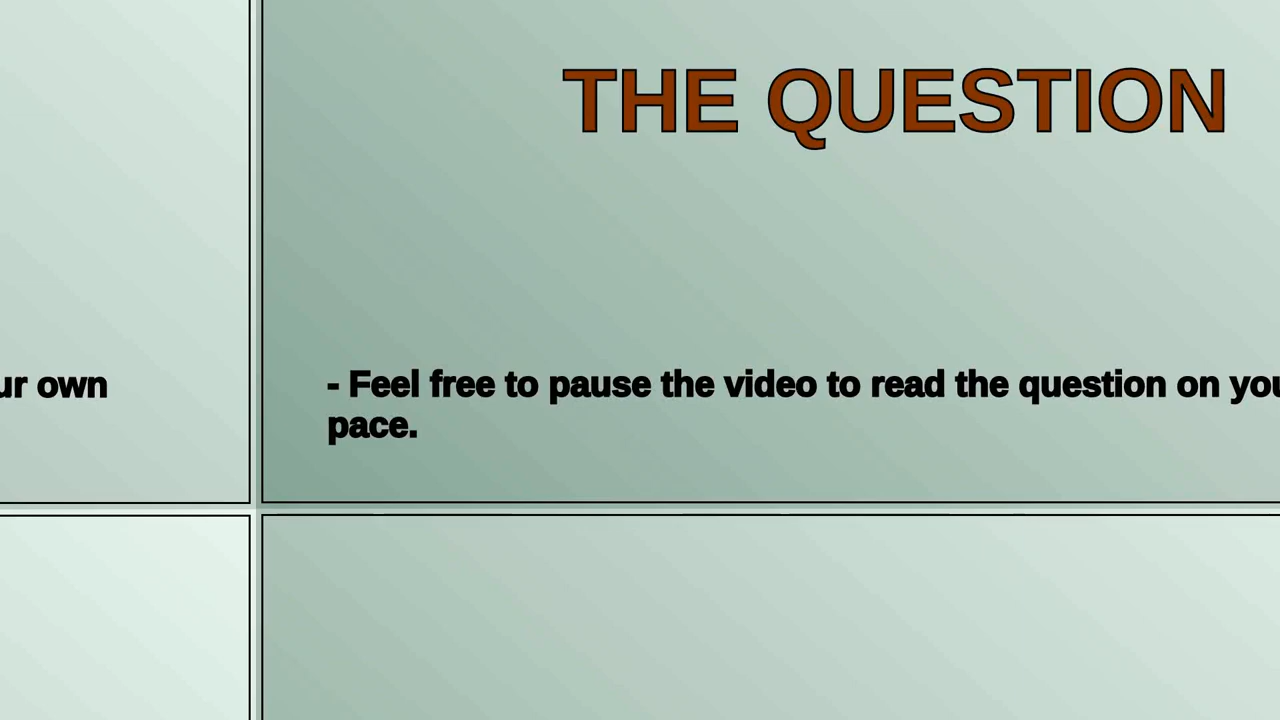 THE QUESTION
ur own
- Feel free to pause the video to read the question on you
pace.